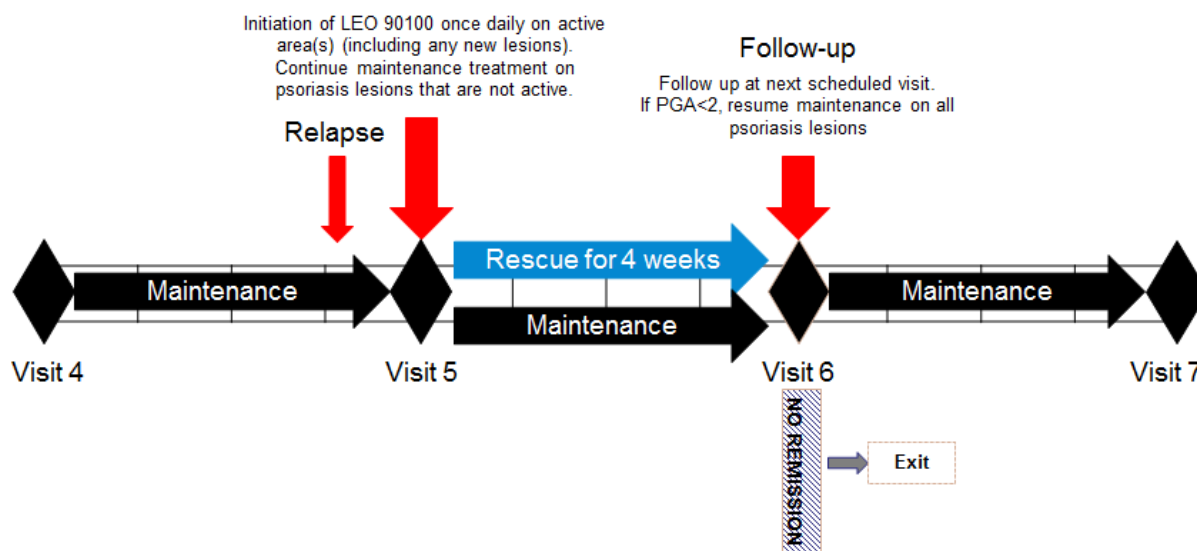 Initiation of LEO 90100 once daily on active
area(s) (including any new lesions).
Continue maintenance treatment on
psoriasis lesions that are not active.
Follow-up
Follow up at next scheduled visit.
If PGA<2, resume maintenance on all
psoriasis lesions
Relapse
Rescue for 4 weeks
Maintenance
Maintenance
Maintenance
Visit 4
Visit 5
Visit 6
Visit 7
NO REMISSION
Exit